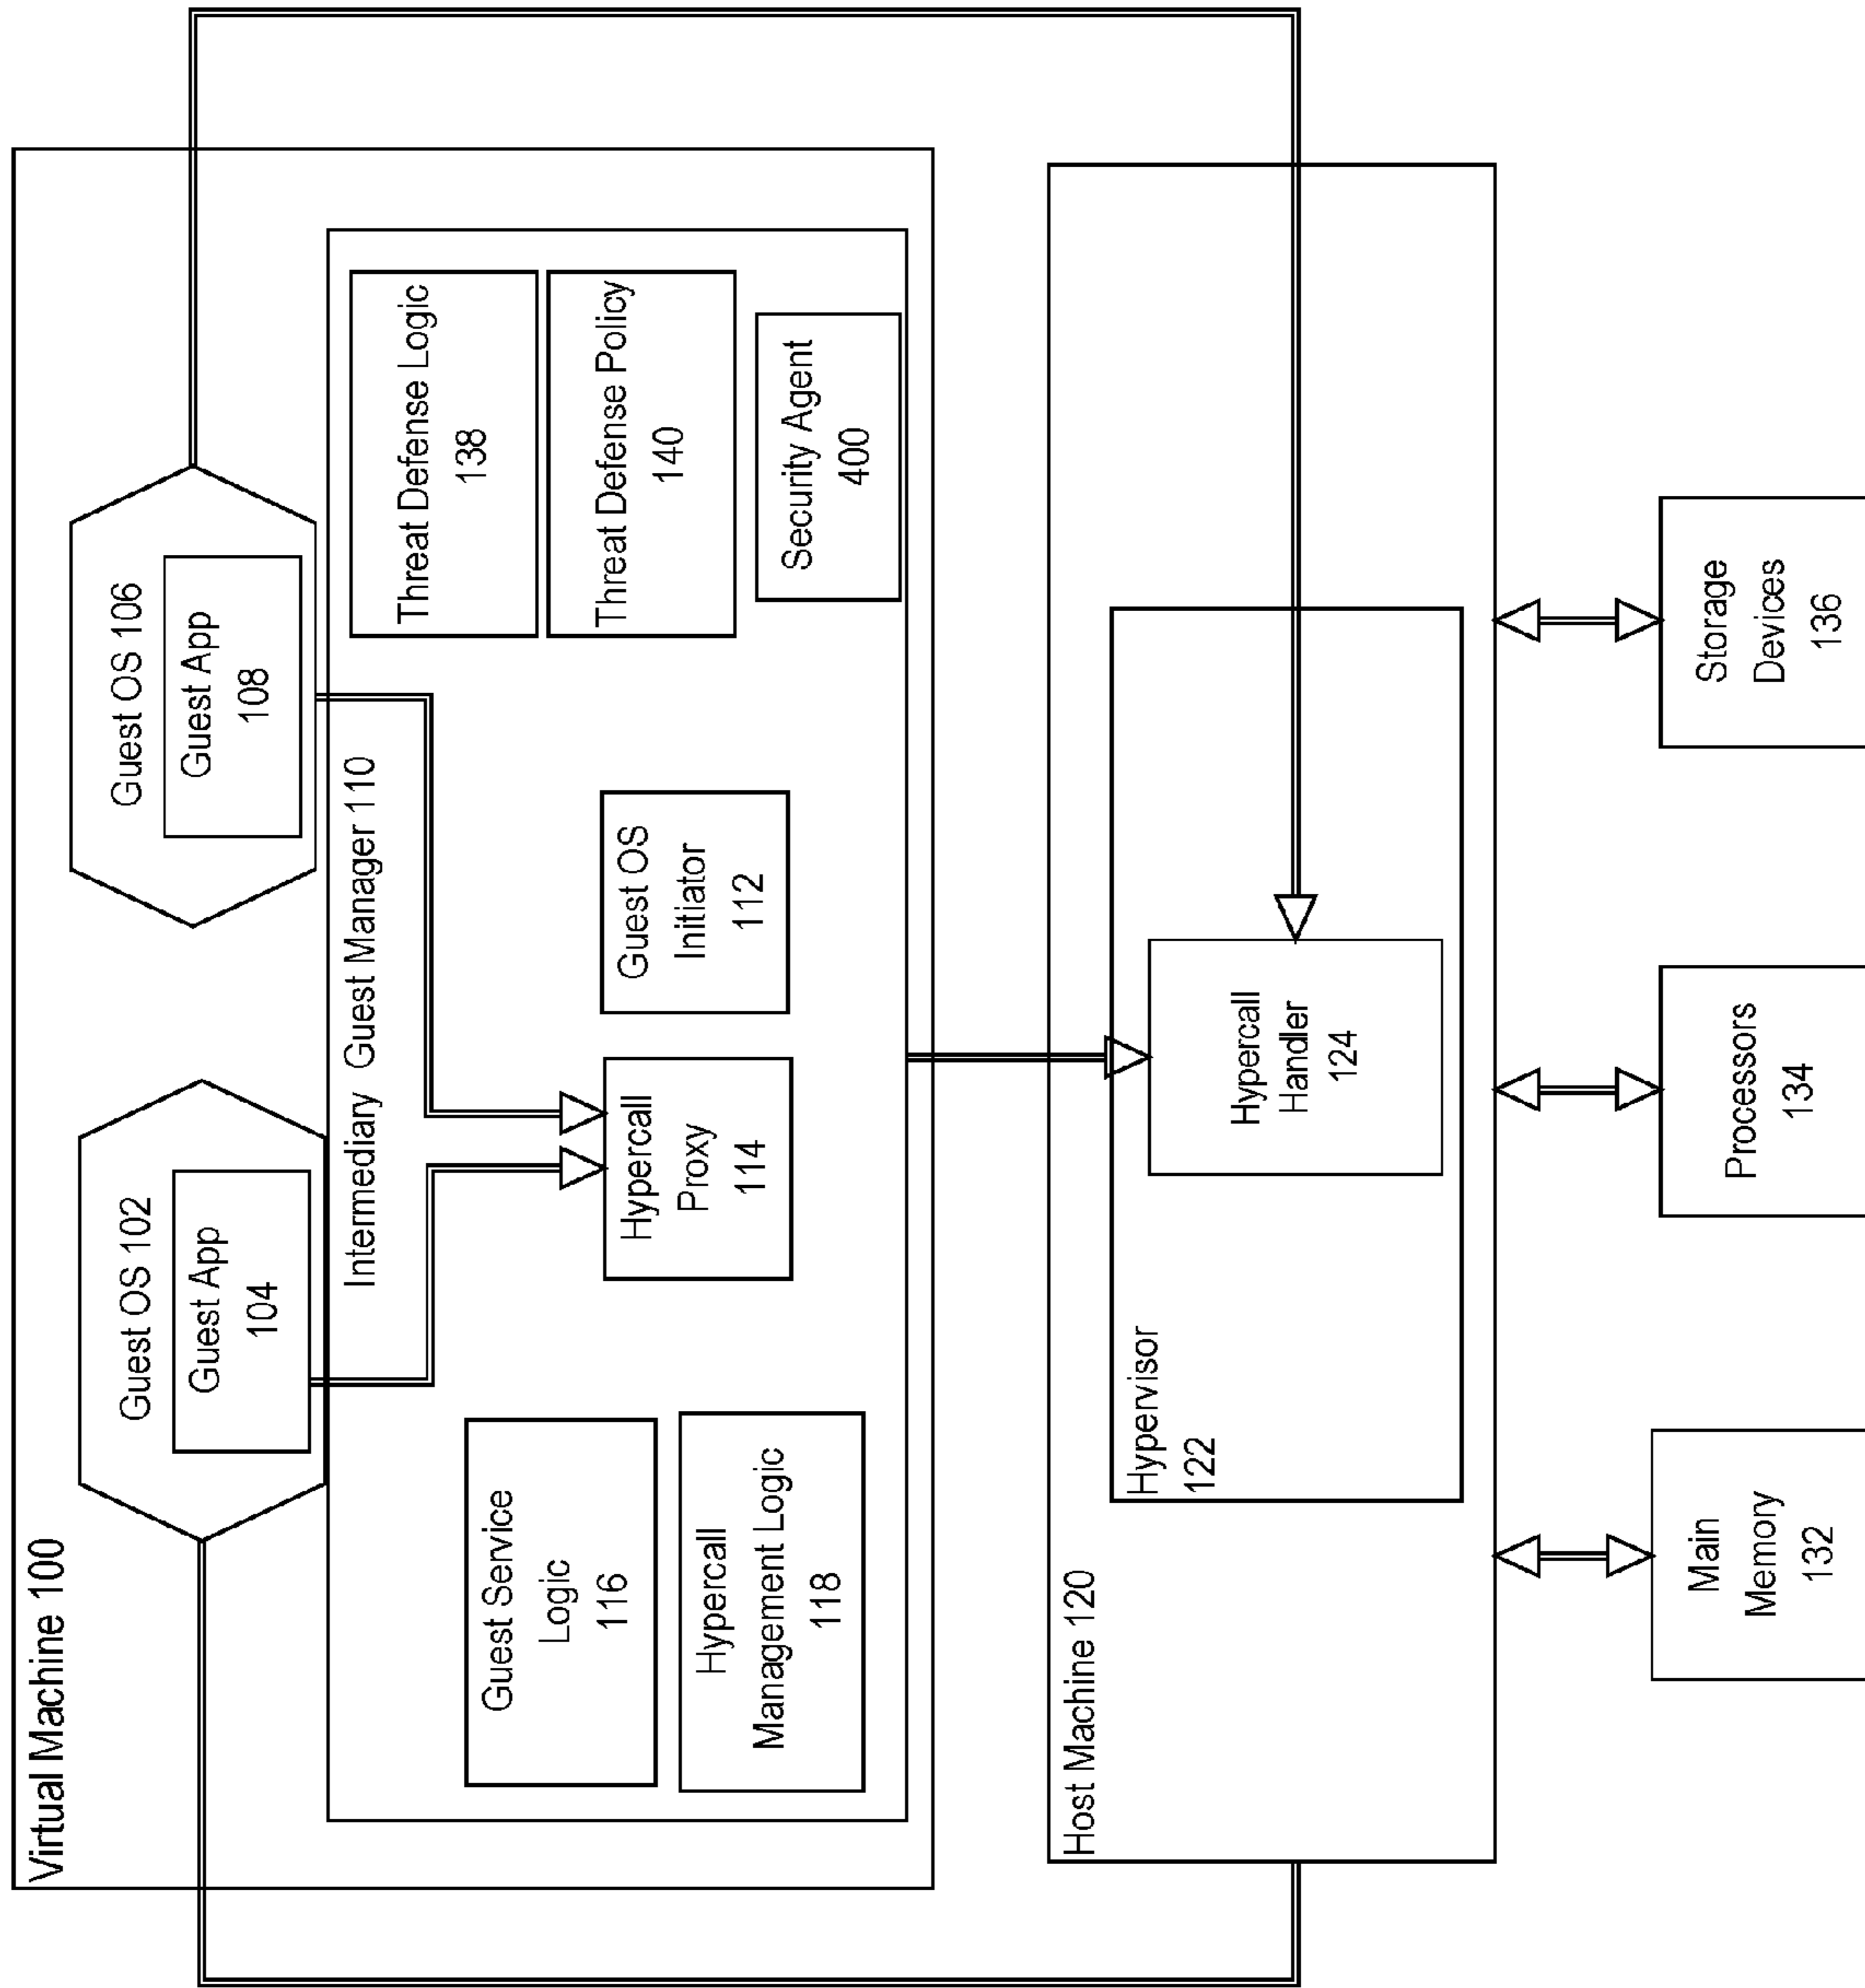 Virtual Machine 100
Guest OS 102
Guest App
104
Guest OS 106
Guest App
108
Intermediary Guest Manager 110
Guest Service
Logic
116
Hypercall
Management Logic
118
Hypercall
Proxy
114
Guest OS
Initiator
112
Threat Defense Logic
138
Threat Defense Policy
140
Security Agent
400
Host Machine 120
Hypervisor
122
Hypercall
Handler
124
Main
Memory
132
Processors
134
Storage
Devices
136